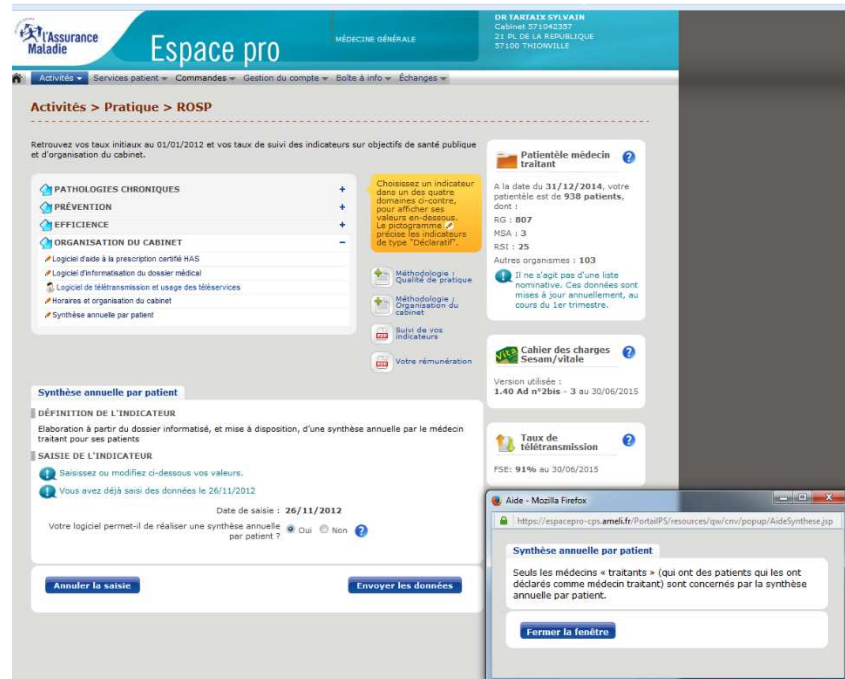 l'Assurance
Maladie
Espace pro
MÉDECINE GÉNÉRALE
DR TARTAIX SYLVAIN
Cabinet 571042357
21 PL DE LA REPUBLIQUE
57100 THIONVILLE
Activités Services patient Commandes Gestion du compte Boîte à info Échanges
Activités > Pratique > ROSP
Retrouvez vos taux initiaux au 01/01/2012 et vos taux de suivi des indicateurs sur objectifs de santé publique
et d'organisation du cabinet.
PATHOLOGIES CHRONIQUES +
PRÉVENTION +
EFFICIENCE +
ORGANISATION DU CABINET -
Logiciel d'aide à la prescription certifié HAS
Logiciel d'informatisation du dossier médical
Logiciel de télétransmission et usage des téléservices
Horaires et organisation du cabinet
Synthèse annuelle par patient
Choisissez un indicateur
dans un des quatre
domaines ci-contre,
pour afficher ses
valeurs en-dessous.
Le pictogramme
précise les indicateurs
de type "Déclaratif".
Méthodologie :
Qualité de pratique
Méthodologie :
Organisation du
cabinet
Suivi de vos
indicateurs
Votre rémunération
Patientèle médecin
traitant
A la date du 31/12/2014, votre
patientèle est de 938 patients,
dont :
RG : 807
MSA : 3
RSI : 25
Autres organismes : 103
Il ne s'agit pas d'une liste
nominative. Ces données sont
mises à jour annuellement, au
cours du 1er trimestre.
Vita
Cahier des charges
Sesam/vitale
Version utilisée :
1.40 Ad n°2bis - 3 au 30/06/2015
Taux de
télétransmission
FSE: 91% au 30/06/2015
Synthèse annuelle par patient
DÉFINITION DE L'INDICATEUR
Elaboration à partir du dossier informatisé, et mise à disposition, d'une synthèse annuelle par le médecin
traitant pour ses patients
SAISIE DE L'INDICATEUR
Saisissez ou modifiez ci-dessous vos valeurs.
Vous avez déjà saisi des données le 26/11/2012
Date de saisie : 26/11/2012
Votre logiciel permet-il de réaliser une synthèse annuelle
par patient ? Oui Non
Annuler la saisie
Envoyer les données
Aide - Mozilla Firefox
https://espacepro-cps.ameli.fr/PortailPS/resources/qw/cnv/popup/AideSynthese.jsp
Synthèse annuelle par patient
Seuls les médecins « traitants » (qui ont des patients qui les ont
déclarés comme médecin traitant) sont concernés par la synthèse
annuelle par patient.
Fermer la fenêtre